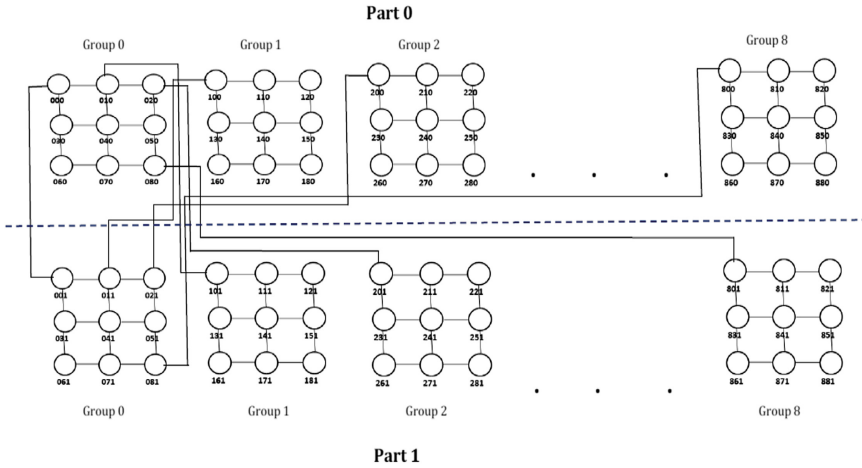 Part 0
Group 0 Group 1 Group 2 Group 8
000 010 020 100 110 120 200 210 220 800 810 820
030 040 050 130 140 150 230 240 250 830 840 850
060 070 080 160 170 180 260 270 280 860 870 880
. . .
001 011 021 101 111 121 201 211 221 801 811 821
031 041 051 131 141 151 231 241 251 831 841 851
061 071 081 161 171 181 261 271 281 861 871 881
. . .
Group 0 Group 1 Group 2 Group 8
Part 1